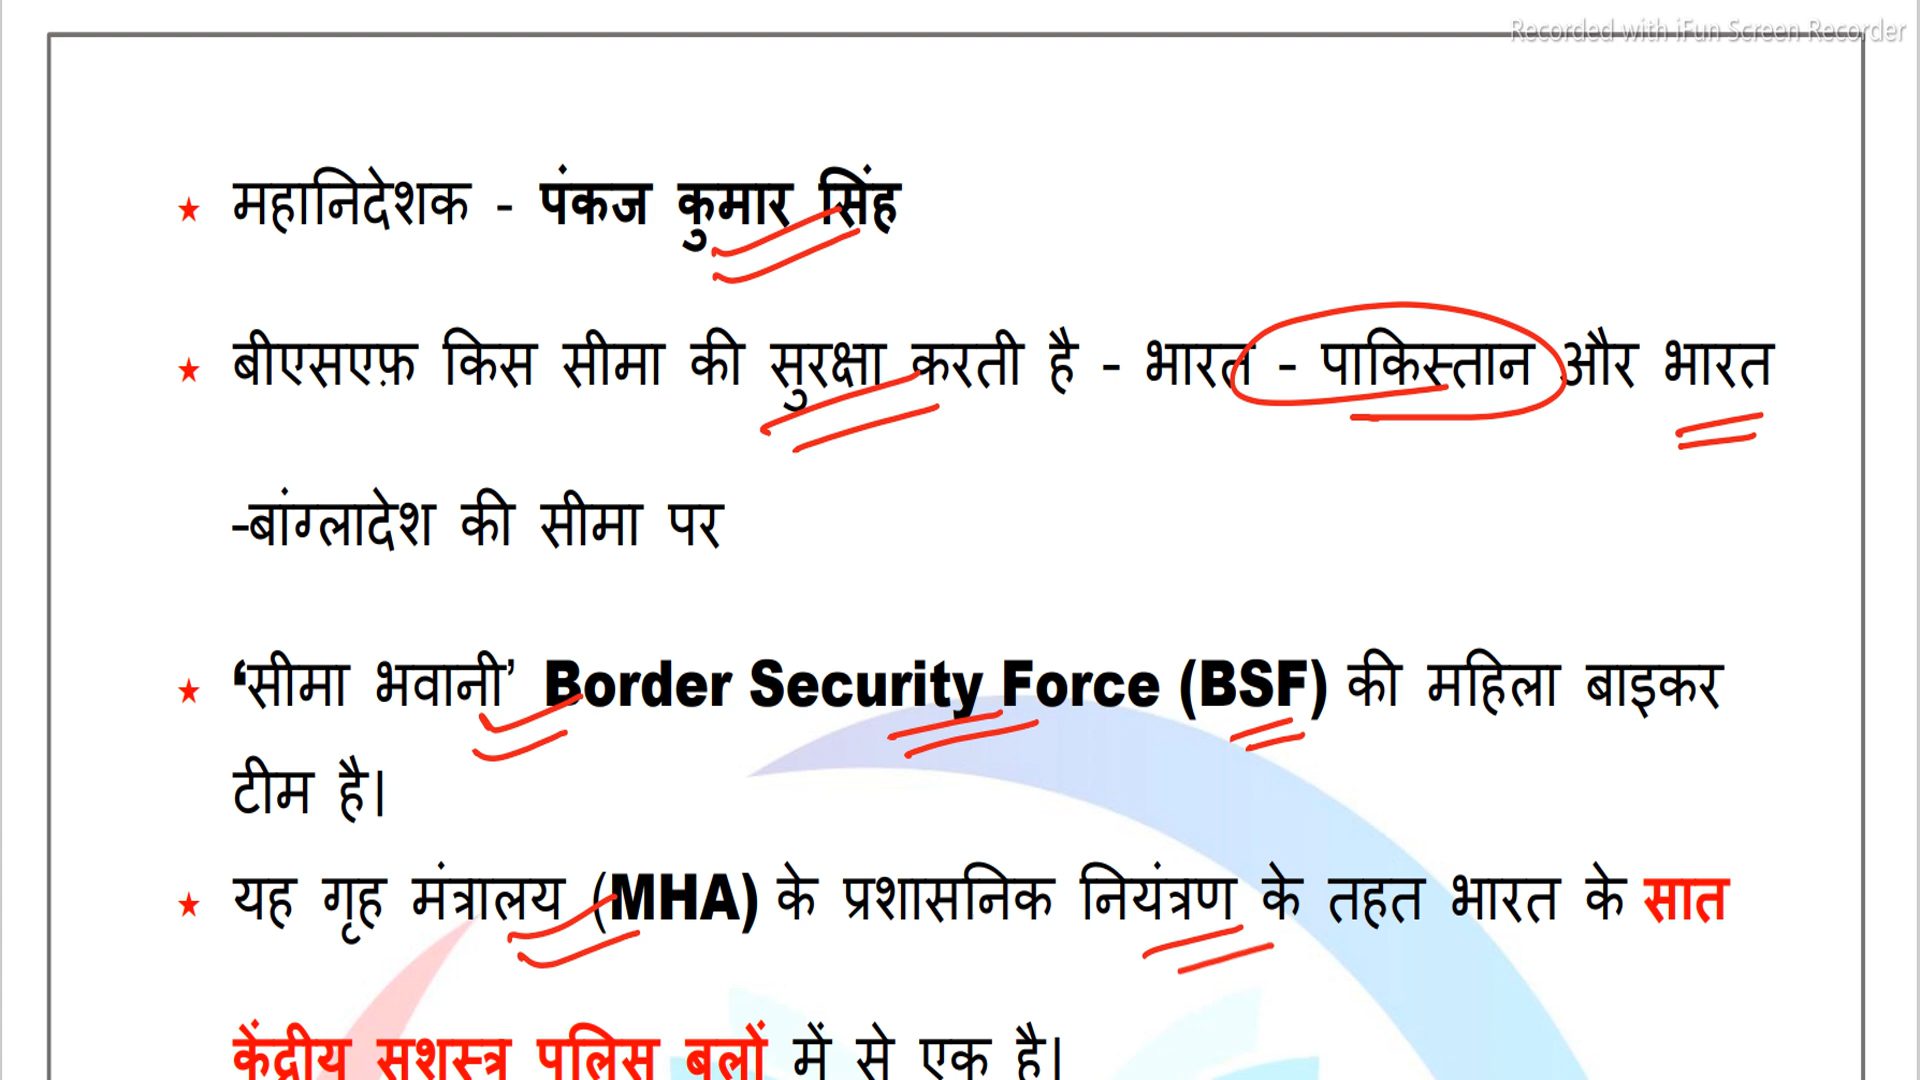 Recorded with iFun Screen Recorder
★ महानिदेशक - पंकज कुमार सिंह
★ बीएसएफ़ किस सीमा की सुरक्षा करती है - भारत - पाकिस्तान और भारत
-बांग्लादेश की सीमा पर
★ ‘सीमा भवानी’ Border Security Force (BSF) की महिला बाइकर
टीम है।
★ यह गृह मंत्रालय (MHA) के प्रशासनिक नियंत्रण के तहत भारत के सात
केंद्रीय सशस्त्र पुलिस बलों में से एक है।